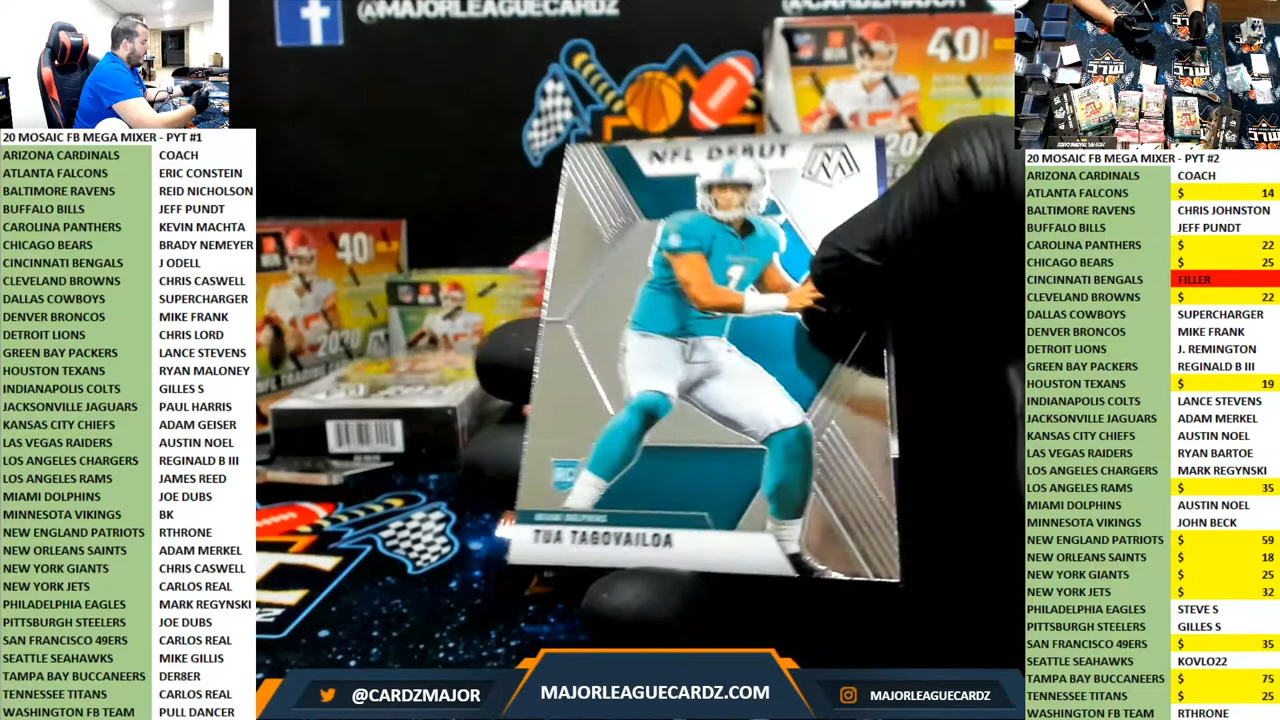 @MAJORLEAGUECARDZ
@CARDZMAJOR
20 MOSAIC FB MEGA MIXER - PYT #1
ARIZONA CARDINALS COACH
ATLANTA FALCONS ERIC CONSTEIN
BALTIMORE RAVENS REID NICHOLSON
BUFFALO BILLS JEFF PUNDT
CAROLINA PANTHERS KEVIN MACHTA
CHICAGO BEARS BRADY NEMEYER
CINCINNATI BENGALS J ODELL
CLEVELAND BROWNS CHRIS CASWELL
DALLAS COWBOYS SUPERCHARGER
DENVER BRONCOS MIKE FRANK
DETROIT LIONS CHRIS LORD
GREEN BAY PACKERS LANCE STEVENS
HOUSTON TEXANS RYAN MALONEY
INDIANAPOLIS COLTS GILLES S
JACKSONVILLE JAGUARS PAUL HARRIS
KANSAS CITY CHIEFS ADAM GEISER
LAS VEGAS RAIDERS AUSTIN NOEL
LOS ANGELES CHARGERS REGINALD B III
LOS ANGELES RAMS JAMES REED
MIAMI DOLPHINS JOE DUBS
MINNESOTA VIKINGS BK
NEW ENGLAND PATRIOTS RTHRONE
NEW ORLEANS SAINTS ADAM MERKEL
NEW YORK GIANTS CHRIS CASWELL
NEW YORK JETS CARLOS REAL
PHILADELPHIA EAGLES MARK REGYNSKI
PITTSBURGH STEELERS JOE DUBS
SAN FRANCISCO 49ERS CARLOS REAL
SEATTLE SEAHAWKS MIKE GILLIS
TAMPA BAY BUCCANEERS DER8ER
TENNESSEE TITANS CARLOS REAL
WASHINGTON FB TEAM PULL DANCER
40
40
2020
NFL DEBUT
M
1
RC
MIAMI DOLPHINS
TUA TAGOVAILOA
@CARDZMAJOR
MAJORLEAGUECARDZ.COM
MAJORLEAGUECARDZ
20 MOSAIC FB MEGA MIXER - PYT #2
ARIZONA CARDINALS COACH
ATLANTA FALCONS $ 14
BALTIMORE RAVENS CHRIS JOHNSTON
BUFFALO BILLS JEFF PUNDT
CAROLINA PANTHERS $ 22
CHICAGO BEARS $ 25
CINCINNATI BENGALS FILLER
CLEVELAND BROWNS $ 22
DALLAS COWBOYS SUPERCHARGER
DENVER BRONCOS MIKE FRANK
DETROIT LIONS J. REMINGTON
GREEN BAY PACKERS REGINALD B III
HOUSTON TEXANS $ 19
INDIANAPOLIS COLTS LANCE STEVENS
JACKSONVILLE JAGUARS ADAM MERKEL
KANSAS CITY CHIEFS AUSTIN NOEL
LAS VEGAS RAIDERS RYAN BARTOE
LOS ANGELES CHARGERS MARK REGYNSKI
LOS ANGELES RAMS $ 35
MIAMI DOLPHINS AUSTIN NOEL
MINNESOTA VIKINGS JOHN BECK
NEW ENGLAND PATRIOTS $ 59
NEW ORLEANS SAINTS $ 18
NEW YORK GIANTS $ 25
NEW YORK JETS $ 32
PHILADELPHIA EAGLES STEVE S
PITTSBURGH STEELERS GILLES S
SAN FRANCISCO 49ERS $ 35
SEATTLE SEAHAWKS KOVLO22
TAMPA BAY BUCCANEERS $ 75
TENNESSEE TITANS $ 25
WASHINGTON FB TEAM RTHRONE